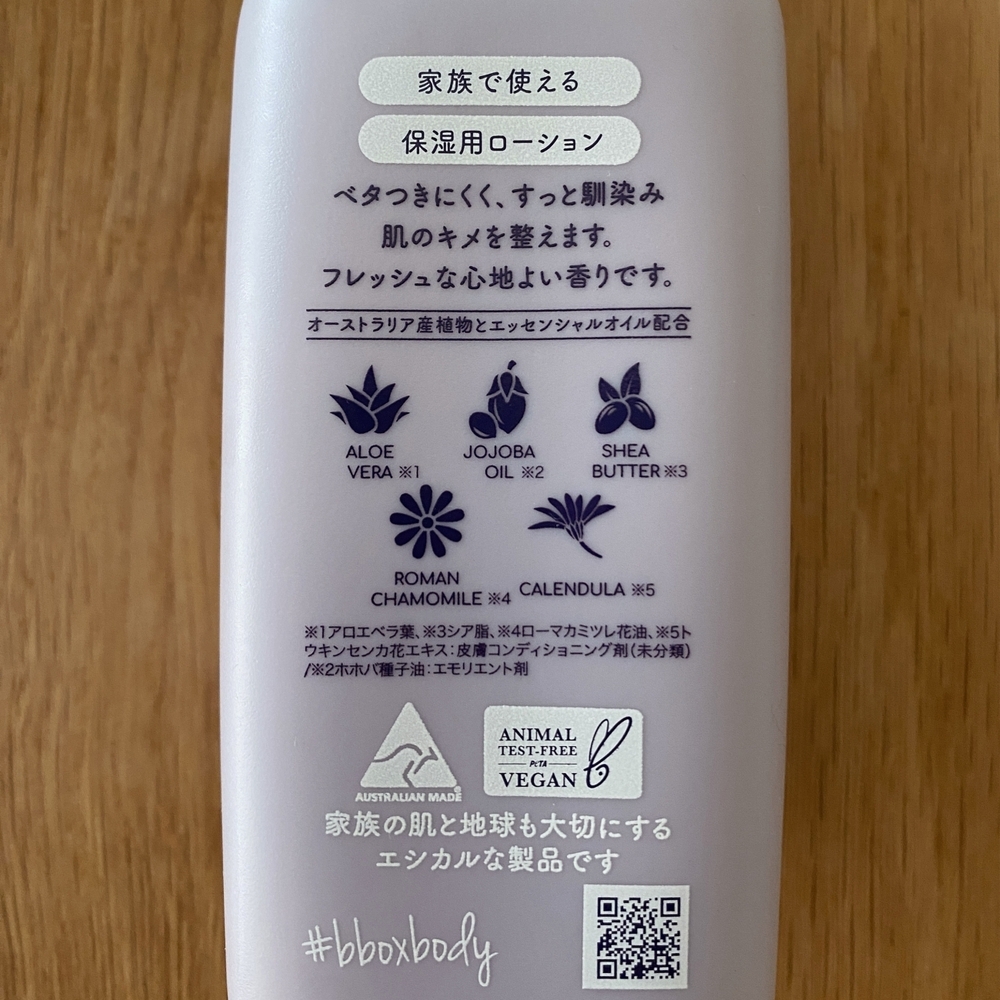 家族で使える
保湿用ローション
ベタつきにくく、すっと馴染み
肌のキメを整えます。
フレッシュな心地よい香りです。
オーストラリア産植物とエッセンシャルオイル配合
ALOE
VERA ※1
JOJOBA
OIL ※2
SHEA
BUTTER ※3
ROMAN
CHAMOMILE ※4
CALENDULA ※5
※1アロエベラ葉、※3シア脂、※4ローマカミツレ花油、※5ト
ウキンセンカ花エキス：皮膚コンディショニング剤（未分類）
/※2ホホバ種子油：エモリエント剤
AUSTRALIAN MADE
ANIMAL
TEST-FREE
PeTA
VEGAN
家族の肌と地球も大切にする
エシカルな製品です
#bboxbody